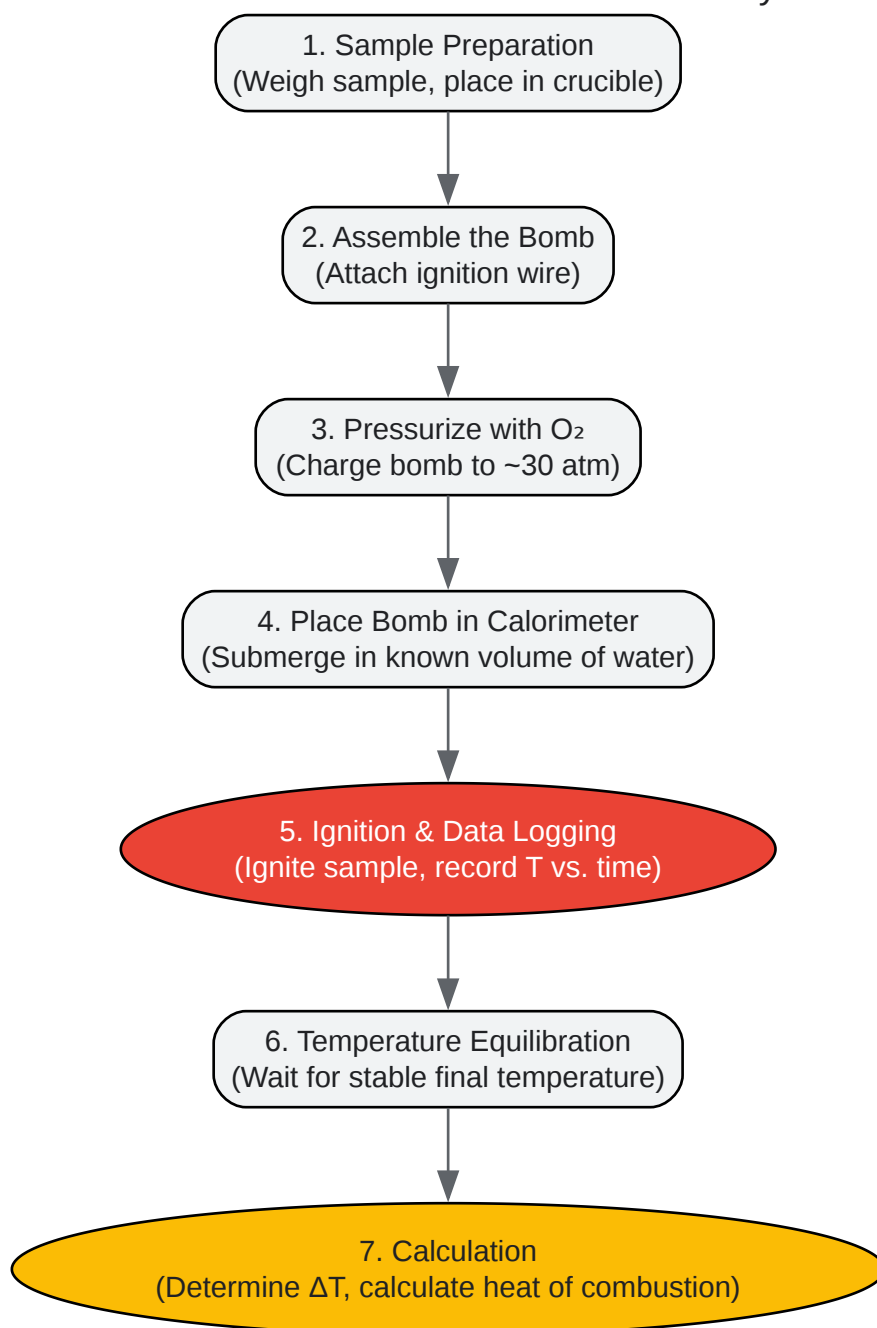 1. Sample Preparation
(Weigh sample, place in crucible)
2. Assemble the Bomb
(Attach ignition wire)
3. Pressurize with O₂
(Charge bomb to ~30 atm)
4. Place Bomb in Calorimeter
(Submerge in known volume of water)
5. Ignition & Data Logging
(Ignite sample, record T vs. time)
6. Temperature Equilibration
(Wait for stable final temperature)
7. Calculation
(Determine ΔT, calculate heat of combustion)